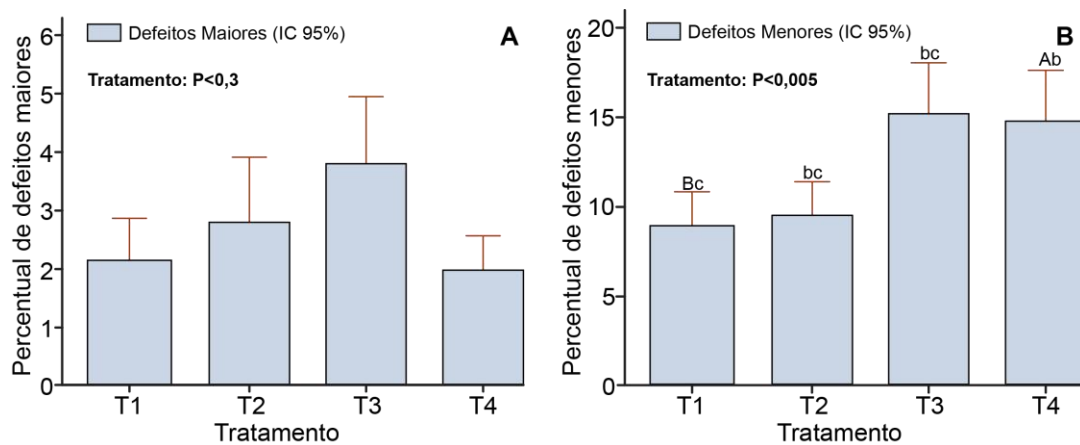 Percentual de defeitos maiores
6
5
4
3
2
1
0
Defeitos Maiores (IC 95%)
A
Tratamento: P<0,3
T1 T2 T3 T4
Tratamento
Percentual de defeitos menores
20
15
10
5
0
Defeitos Menores (IC 95%)
B
Tratamento: P<0,005
Bc bc bc Ab
T1 T2 T3 T4
Tratamento